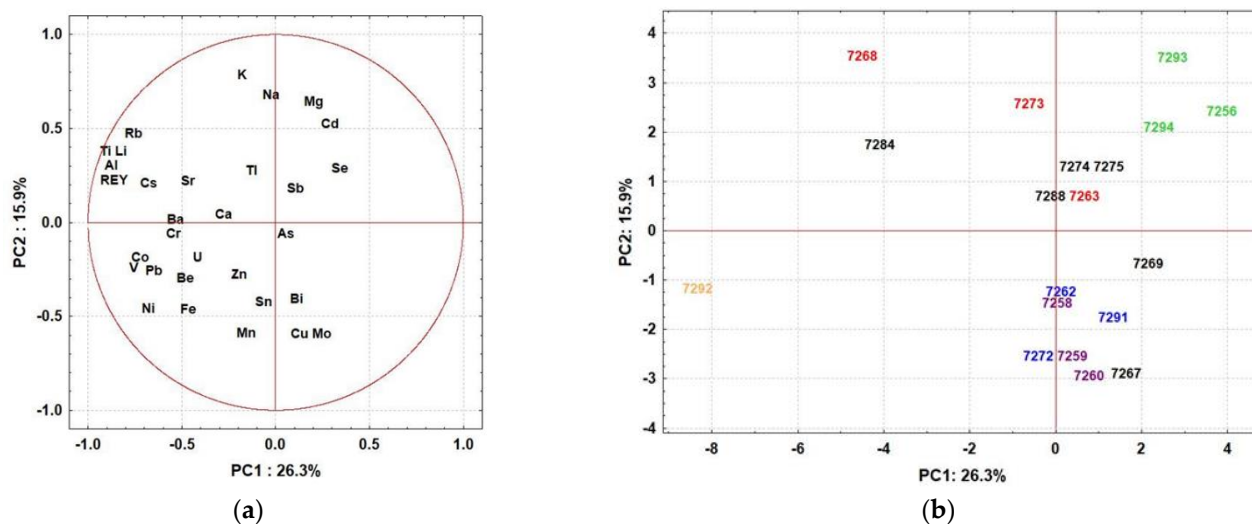 1.0
0.5
0.0
-0.5
-1.0
PC2 : 15.9%
K
Na
Mg
Cd
Rb
Ti Li
Al
REY
Cs
Sr
Tl
Se
Sb
Ca
Ba
Cr
As
Co
V
Pb
U
Be
Zn
Ni
Fe
Sn
Bi
Mn
Cu Mo
-1.0 -0.5 0.0 0.5 1.0
PC1 : 26.3%
(a)
4
3
2
1
0
-1
-2
-3
-4
PC2: 15.9%
7268
7293
7273
7256
7294
7284
7274 7275
7288 7263
7269
7292
7262
7258
7291
7272 7259
7260 7267
-8 -6 -4 -2 0 2 4
PC1: 26.3%
(b)